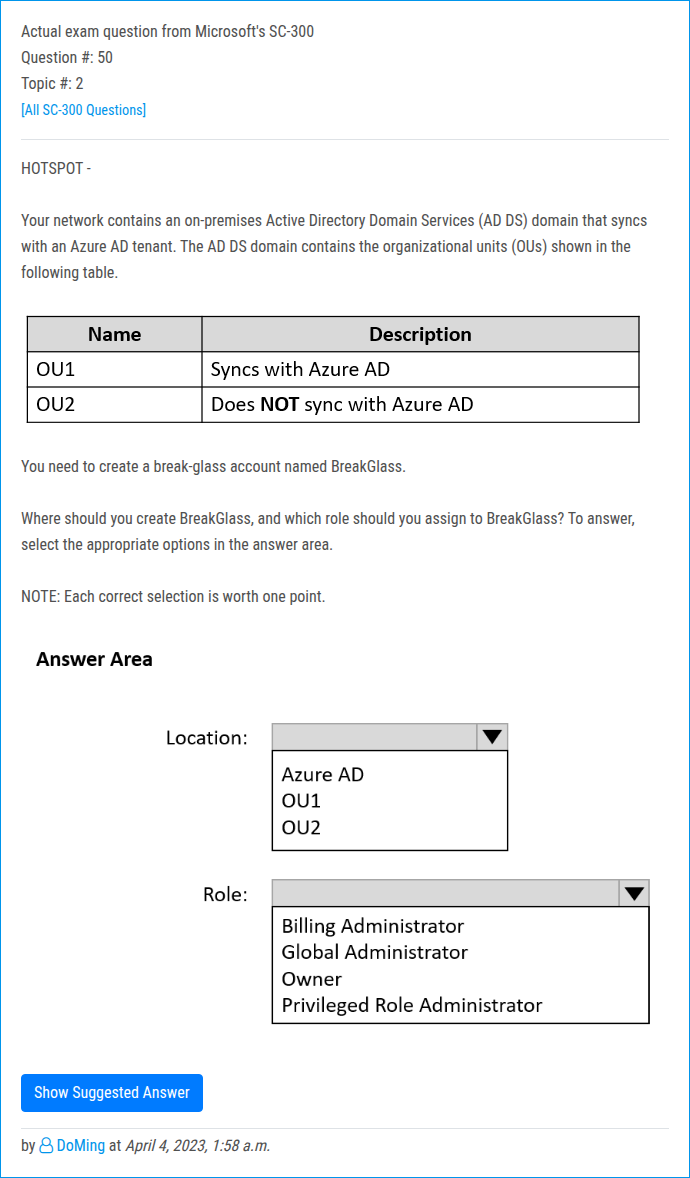 Actual exam question from Microsoft's SC-300
Question #: 50
Topic #: 2
[All SC-300 Questions]
HOTSPOT -
Your network contains an on-premises Active Directory Domain Services (AD DS) domain that syncs
with an Azure AD tenant. The AD DS domain contains the organizational units (OUs) shown in the
following table.
Name Description
OU1 Syncs with Azure AD
OU2 Does NOT sync with Azure AD
You need to create a break-glass account named BreakGlass.
Where should you create BreakGlass, and which role should you assign to BreakGlass? To answer,
select the appropriate options in the answer area.
NOTE: Each correct selection is worth one point.
Answer Area
Location:
Azure AD
OU1
OU2
Role:
Billing Administrator
Global Administrator
Owner
Privileged Role Administrator
Show Suggested Answer
by DoMing at April 4, 2023, 1:58 a.m.